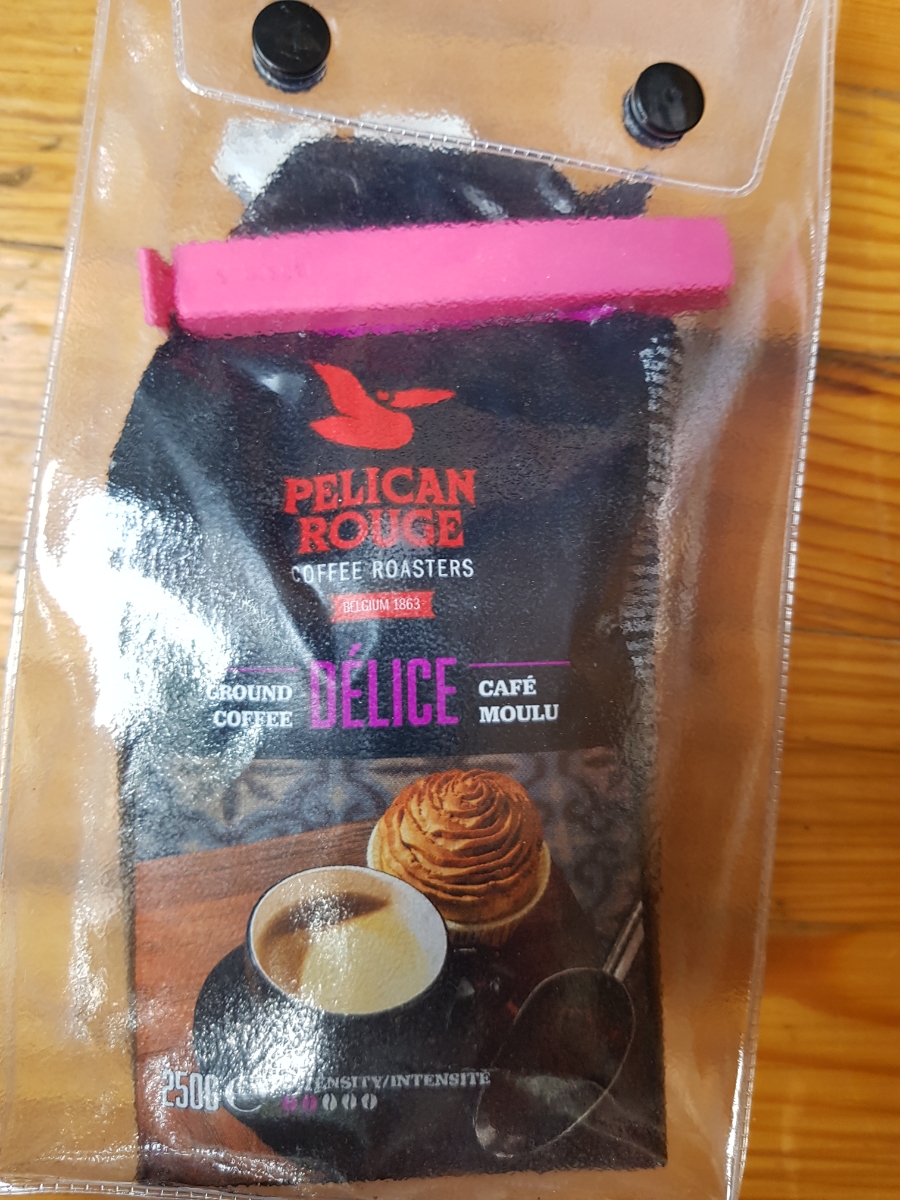 PELICAN
ROUGE
COFFEE ROASTERS
BELGIUM 1863
GROUND
COFFEE
DÉLICE
CAFÉ
MOULU
250G
INTENSITY/INTENSITÉ